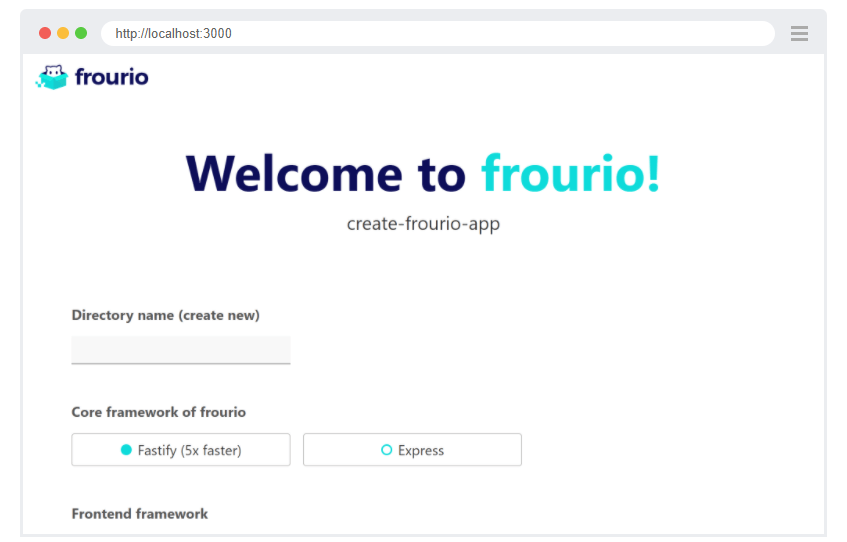 http://localhost:3000
frourio
Welcome to frourio!
create-frourio-app
Directory name (create new)
Core framework of frourio
Fastify (5x faster)
Express
Frontend framework